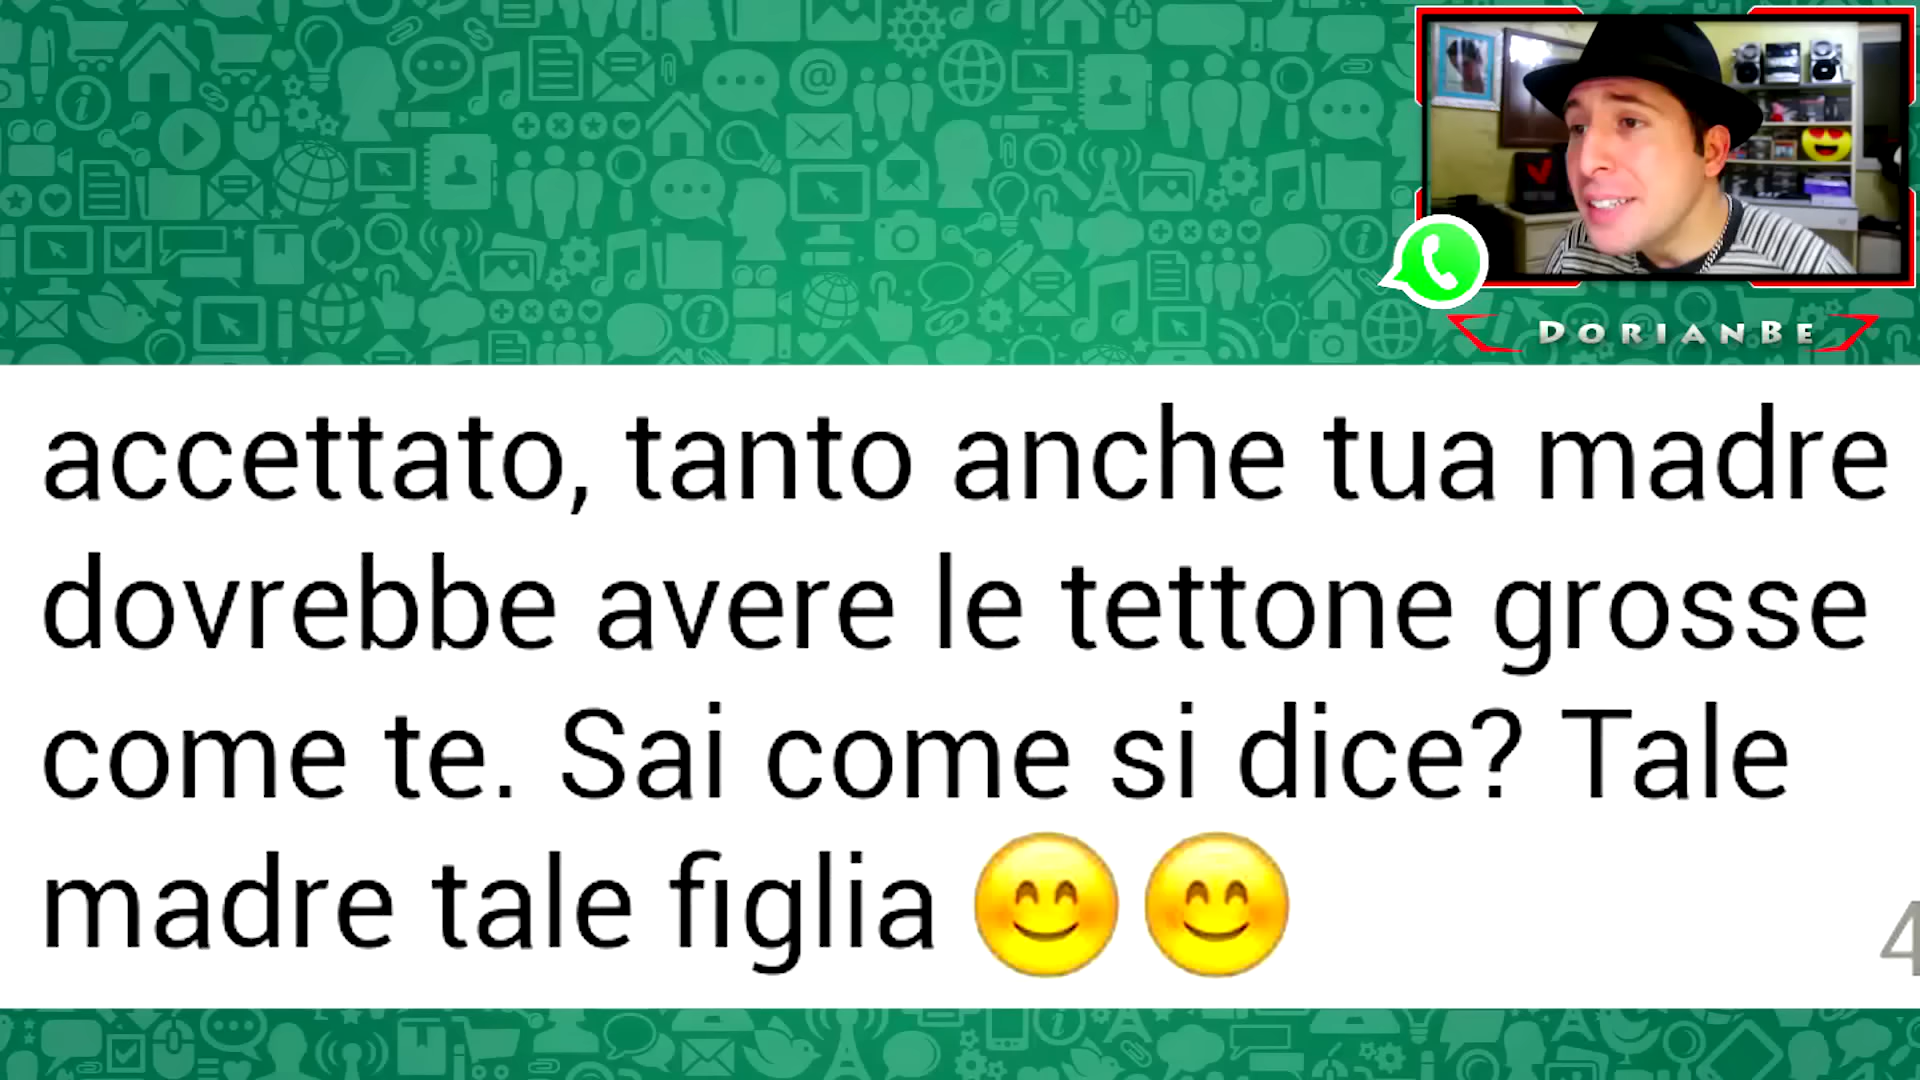 DORIANBE
accettato, tanto anche tua madre
dovrebbe avere le tettone grosse
come te. Sai come si dice? Tale
madre tale figlia 😊 😊
4